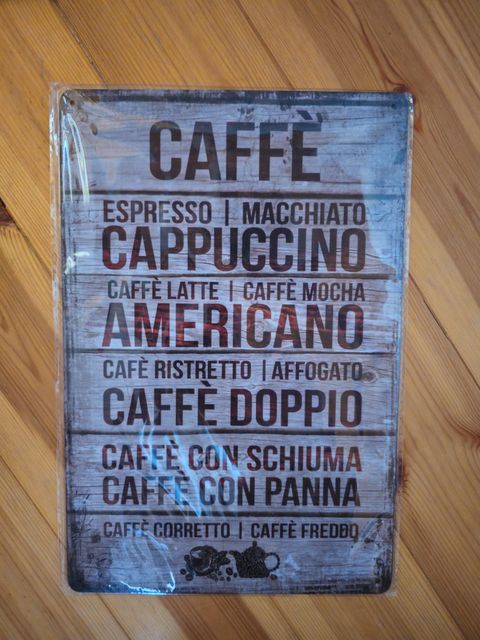 CAFFÈ
ESPRESSO | MACCHIATO
CAPPUCCINO
CAFFÈ LATTE | CAFFÈ MOCHA
AMERICANO
CAFÈ RISTRETTO | AFFOGATO
CAFFÈ DOPPIO
CAFFÈ CON SCHIUMA
CAFFÈ CON PANNA
CAFFÈ CORRETTO | CAFFÈ FREDDO